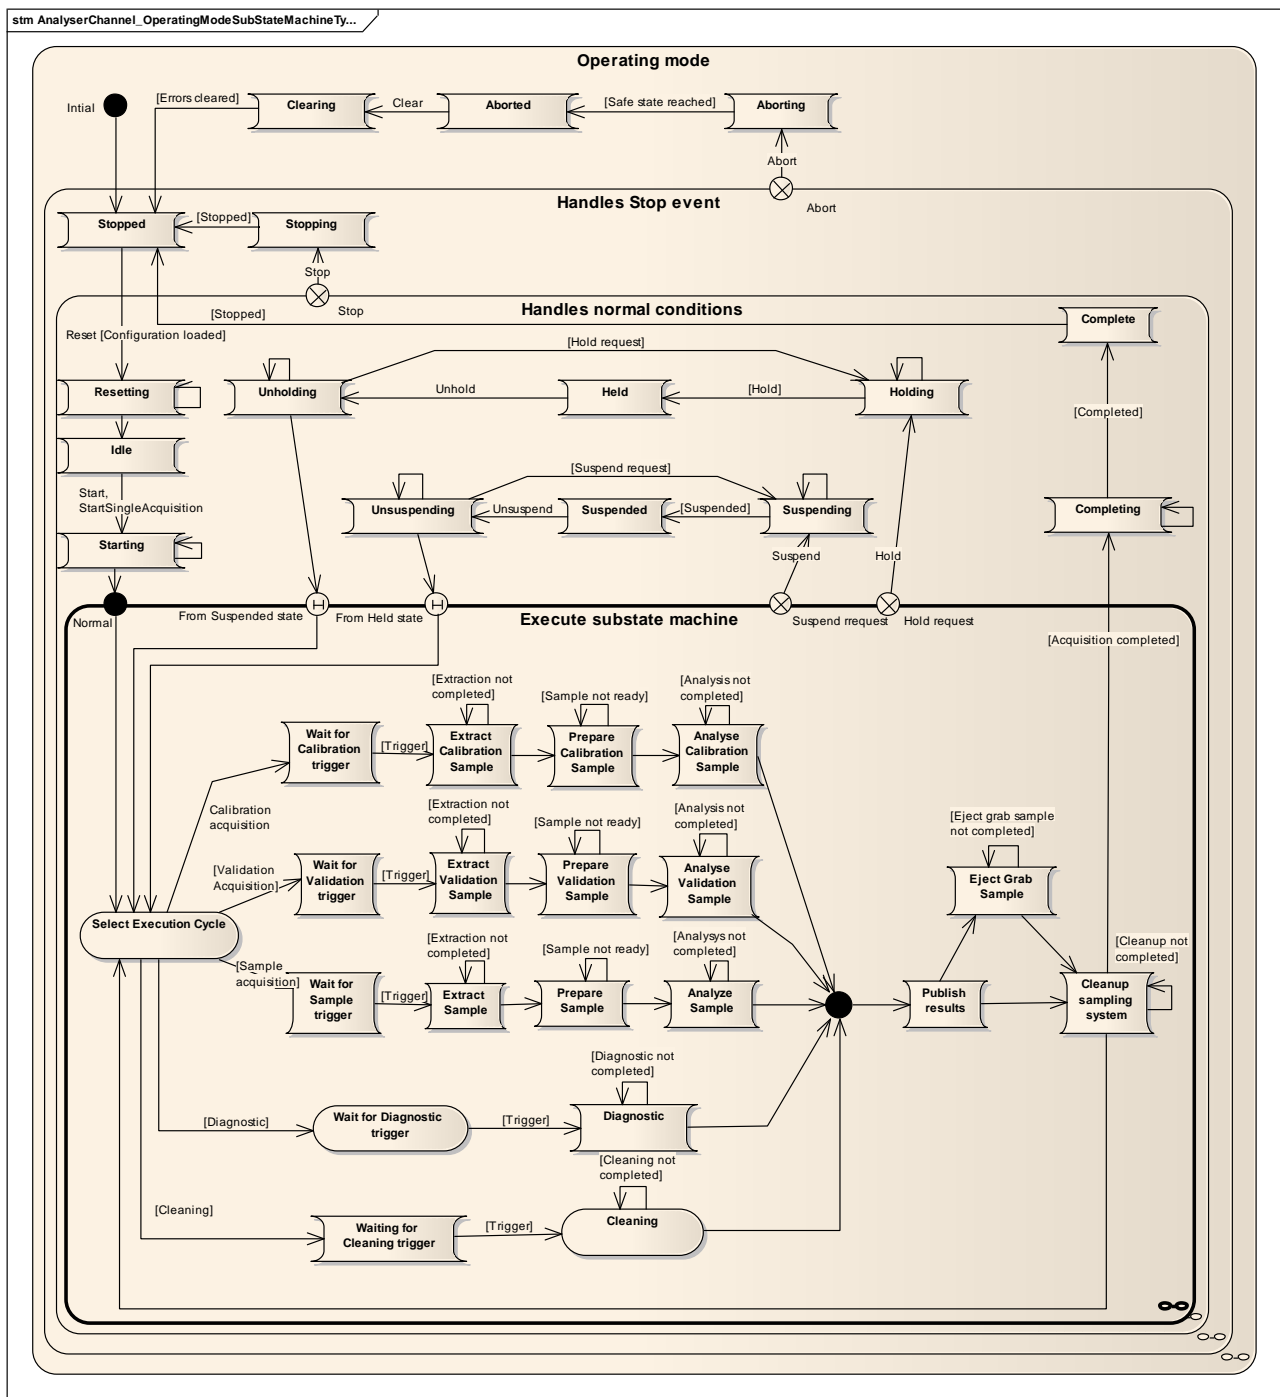 stm AnalyserChannel_OperatingModeSubStateMachineTy...
Operating mode
Intial
[Errors cleared]
Clearing
Clear
Aborted
[Safe state reached]
Aborting
Abort
Abort
Handles Stop event
Stopped
[Stopped]
Stopping
Stop
Stop
Handles normal conditions
[Stopped]
Complete
Reset [Configuration loaded]
[Hold request]
Resetting
Unholding
Unhold
Held
[Hold]
Holding
[Completed]
Idle
[Suspend request]
Start,
StartSingleAcquisition
Unsuspending
Unsuspend
Suspended
[Suspended]
Suspending
Completing
Starting
Suspend
Hold
Normal
From Suspended state
From Held state
Execute substate machine
Suspend rrequest
Hold request
[Acquisition completed]
[Extraction not
completed]
[Sample not ready]
[Analysis not
completed]
Wait for
Calibration
trigger
[Trigger]
Extract
Calibration
Sample
Prepare
Calibration
Sample
Analyse
Calibration
Sample
Calibration
acquisition
[Extraction not
completed]
[Sample not ready]
[Analysis not
completed]
[Eject grab sample
not completed]
[Validation
Acquisition]
Wait for
Validation
trigger
[Trigger]
Extract
Validation
Sample
Prepare
Validation
Sample
Analyse
Validation
Sample
Eject Grab
Sample
Select Execution Cycle
[Extraction not
completed]
[Sample not ready]
[Analysys not
completed]
[Cleanup not
completed]
[Sample
acquisition]
Wait for
Sample
trigger
[Trigger]
Extract
Sample
Prepare
Sample
Analyze
Sample
Publish
results
Cleanup
sampling
system
[Diagnostic not
completed]
[Diagnostic]
Wait for Diagnostic
trigger
[Trigger]
Diagnostic
[Cleaning not
completed]
[Cleaning]
Waiting for
Cleaning trigger
[Trigger]
Cleaning